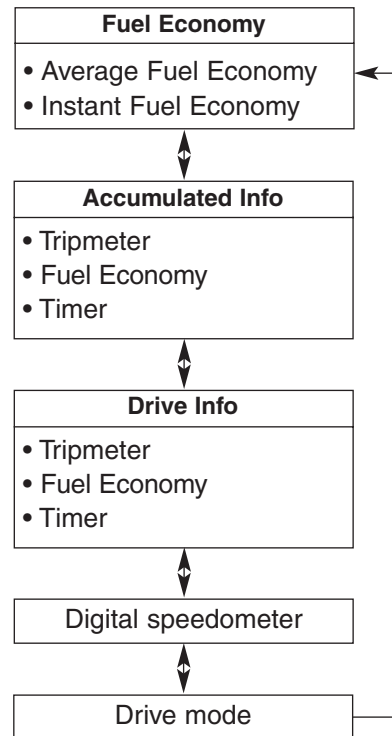 Fuel Economy
• Average Fuel Economy
• Instant Fuel Economy
Accumulated Info
• Tripmeter
• Fuel Economy
• Timer
Drive Info
• Tripmeter
• Fuel Economy
• Timer
Digital speedometer
Drive mode